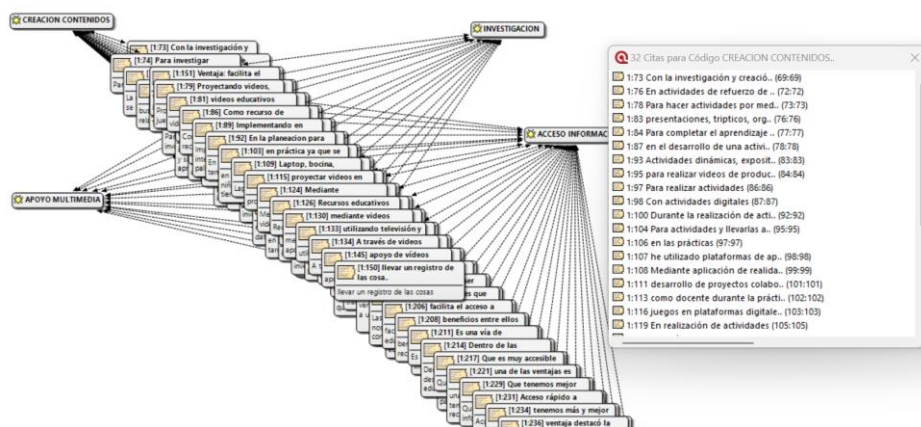 CREACION CONTENIDOS
INVESTIGACION
ACCESO INFORMAC
APOYO MULTIMEDIA
[1:73] Con la investigación y
[1:74] Para investigar
[1:151] Ventaja: facilita el
[1:79] Proyectando videos,
[1:81] videos educativos
[1:86] Como recurso de
[1:89] Implementando en
[1:92] En la planeacion para
[1:103] en práctica ya que se
[1:109] Laptop, bocina,
[1:115] proyectar videos en
[1:124] Mediante
[1:126] Recursos educativos
[1:130] mediante videos
[1:133] utilizando televisión y
[1:134] A través de videos
[1:145] apoyo de vídeos
[1:150] llevar un registro de
las cosa..
llevar un registro de las cosas
[1:206] facilita el acceso a
[1:208] beneficios entre ellos
[1:211] Es una vía de
[1:214] Dentro de las
[1:217] Que es muy accesible
[1:221] una de las ventajas es
[1:229] Que tenemos mejor
[1:231] Acceso rápido a
[1:234] tenemos más y mejor
[1:236] ventaja destacó la
32 Citas para Código CREACION CONTENIDOS..
1:73 Con la investigación y creació.. (69:69)
1:76 En actividades de refuerzo de .. (72:72)
1:78 Para hacer actividades por med.. (73:73)
1:83 presentaciones, tripticos, org.. (76:76)
1:84 Para completar el aprendizaje .. (77:77)
1:87 en el desarrollo de una activi.. (78:78)
1:93 Actividades dinámicas, exposit.. (83:83)
1:95 para realizar videos de produc.. (84:84)
1:97 Para realizar actividades (86:86)
1:98 Con actividades digitales (87:87)
1:100 Durante la realización de acti.. (92:92)
1:104 Para actividades y llevarlas a.. (95:95)
1:106 en las prácticas (97:97)
1:107 he utilizado plataformas de ap.. (98:98)
1:108 Mediante aplicación de realida.. (99:99)
1:111 desarrollo de proyectos colabo.. (101:101)
1:113 como docente durante la prácti.. (102:102)
1:116 juegos en plataformas digitale.. (103:103)
1:119 En realización de actividades (105:105)